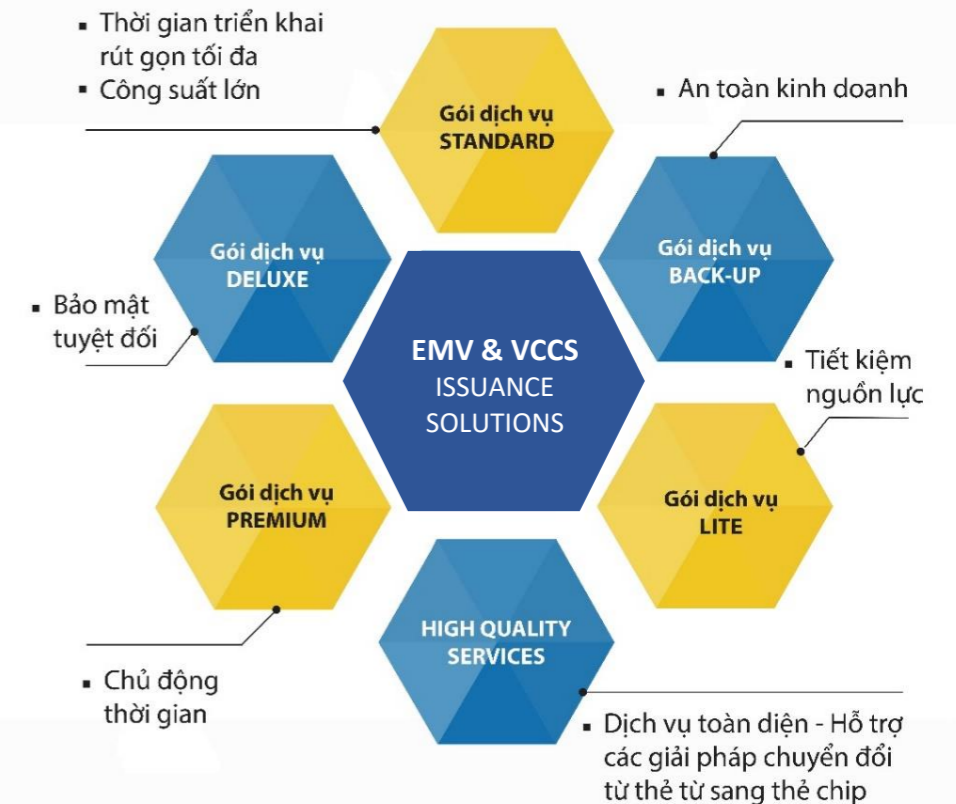 ▪ Thời gian triển khai
rút gọn tối đa
▪ Công suất lớn
Gói dịch vụ
STANDARD
▪ An toàn kinh doanh
Gói dịch vụ
DELUXE
Gói dịch vụ
BACK-UP
▪ Bảo mật
tuyệt đối
EMV & VCCS
ISSUANCE
SOLUTIONS
▪ Tiết kiệm
nguồn lực
Gói dịch vụ
PREMIUM
Gói dịch vụ
LITE
HIGH QUALITY
SERVICES
▪ Chủ động
thời gian
▪ Dịch vụ toàn diện - Hỗ trợ
các giải pháp chuyển đổi
từ thẻ từ sang thẻ chip